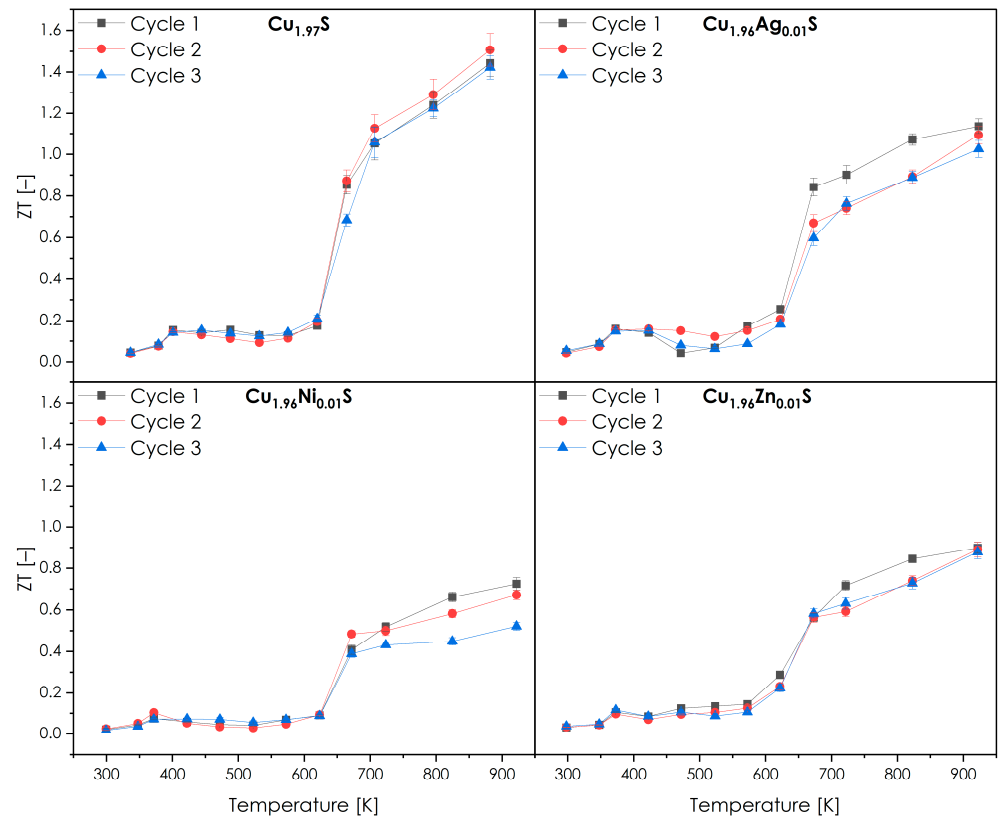 Cu1.97S
Cycle 1
Cycle 2
Cycle 3
ZT [–]
1.6
1.4
1.2
1.0
0.8
0.6
0.4
0.2
0.0
Cu1.96Ag0.01S
Cycle 1
Cycle 2
Cycle 3
Cu1.96Ni0.01S
Cycle 1
Cycle 2
Cycle 3
ZT [–]
1.6
1.4
1.2
1.0
0.8
0.6
0.4
0.2
0.0
300 400 500 600 700 800 900
Temperature [K]
Cu1.96Zn0.01S
Cycle 1
Cycle 2
Cycle 3
300 400 500 600 700 800 900
Temperature [K]